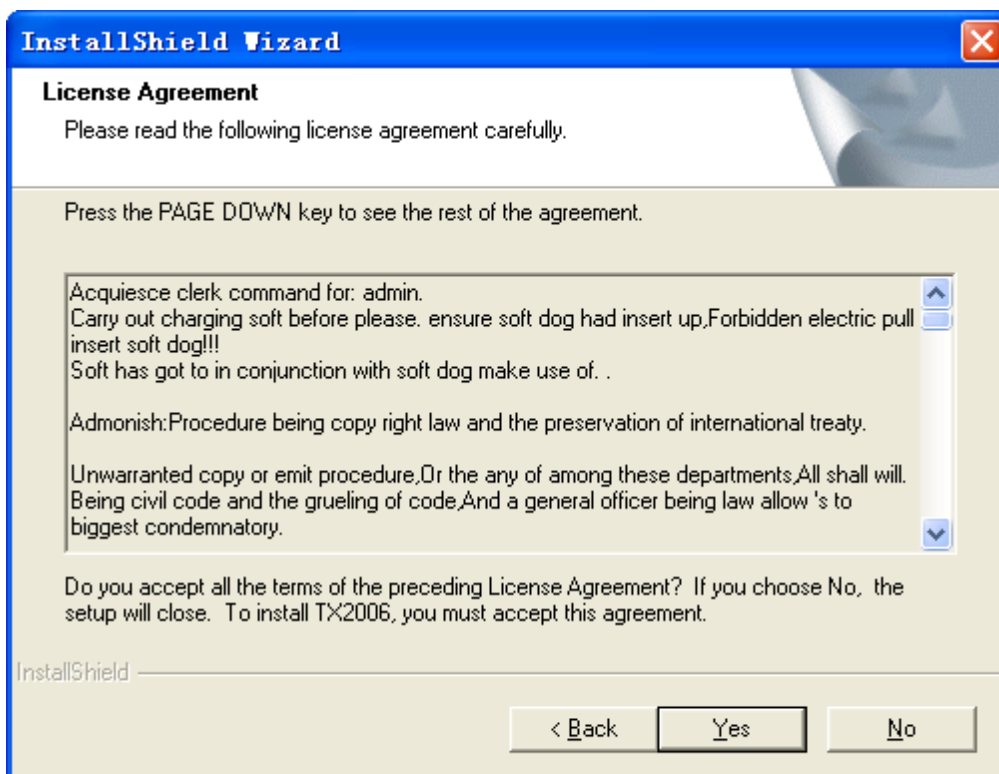 InstallShield Wizard
License Agreement
Please read the following license agreement carefully.
Press the PAGE DOWN key to see the rest of the agreement.
Acquiesce clerk command for: admin.
Carry out charging soft before please. ensure soft dog had insert up,Forbidden electric pull
insert soft dog!!!
Soft has got to in conjunction with soft dog make use of. .
Admonish:Procedure being copy right law and the preservation of international treaty.
Unwarranted copy or emit procedure,Or the any of among these departments,All shall will.
Being civil code and the grueling of code,And a general officer being law allow 's to
biggest condemnatory.
Do you accept all the terms of the preceding License Agreement?  If you choose No,  the
setup will close.  To install TX2006, you must accept this agreement.
InstallShield
< Back
Yes
No